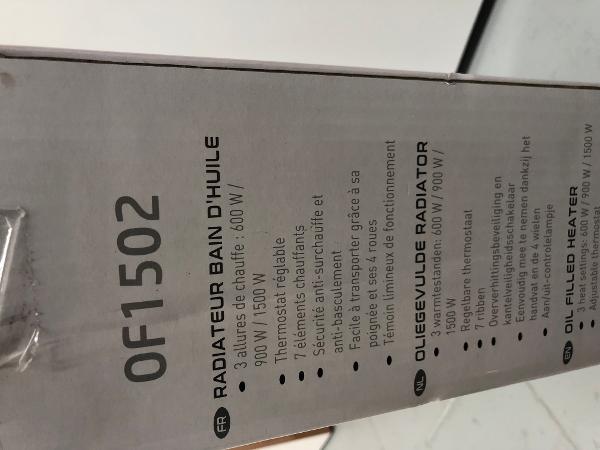 OF1502
FR RADIATEUR BAIN D'HUILE
• 3 allures de chauffe : 600 W /
900 W / 1500 W
• Thermostat réglable
• 7 éléments chauffants
• Sécurité anti-surchauffe et
anti-basculement
• Facile à transporter grâce à sa
poignée et ses 4 roues
• Témoin limineux de fonctionnement
NL OLIEGEVULDE RADIATOR
• 3 warmtestanden: 600 W / 900 W /
1500 W
• Regelbare thermostaat
• 7 ribben
• Oververhittingsbeveiliging en
kantelveiligheidsschakelaar
• Eenvoudig mee te nemen dankzij het
handvat en de 4 wielen
• Aan/uit-controlelampje
EN OIL FILLED HEATER
• 3 heat settings: 600 W / 900 W / 1500 W
• Adjustable thermostat